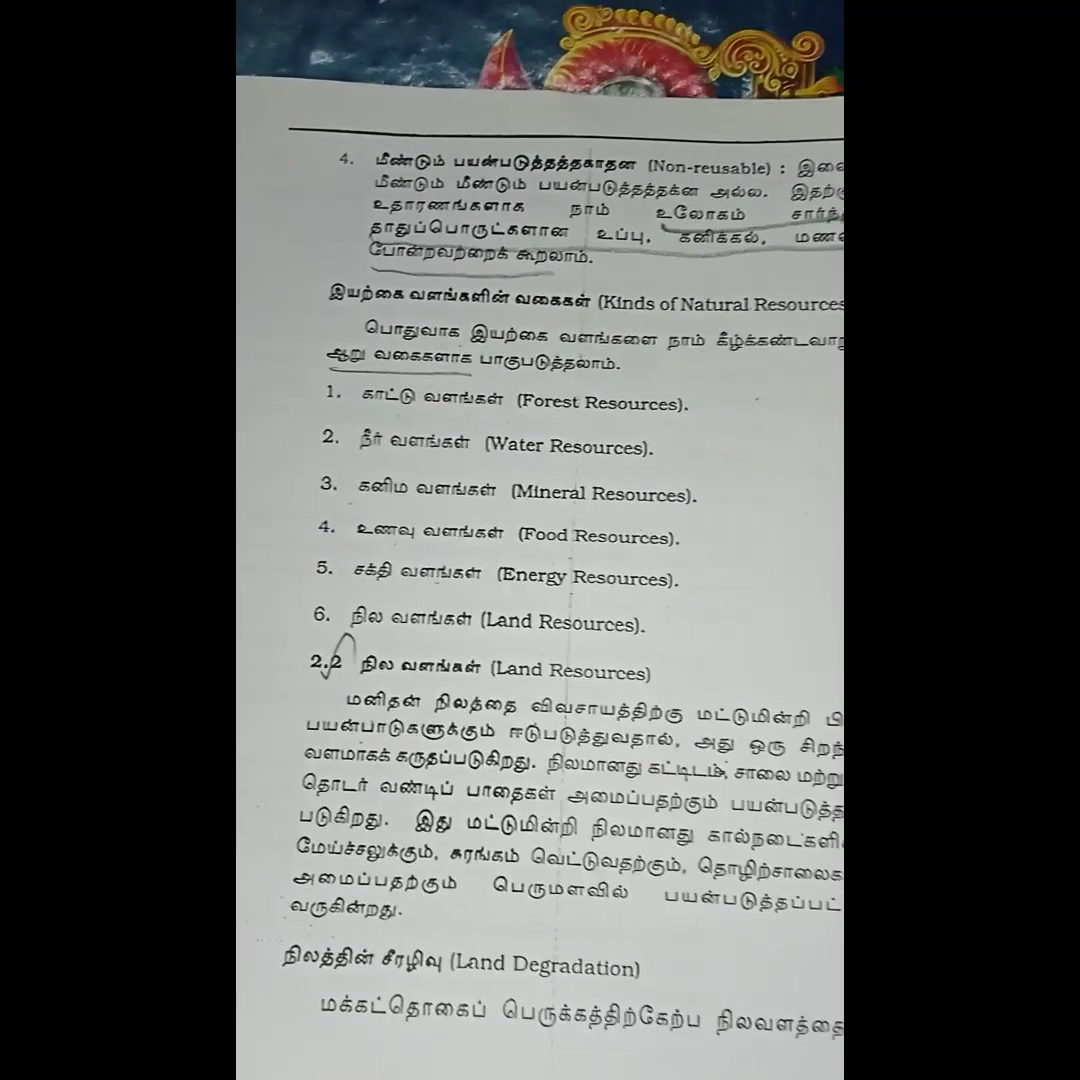 4. மீண்டும் பயன்படுத்தத்தகாதன (Non-reusable) :
மீண்டும் மீண்டும் பயன்படுத்தத்தக்ன அல்ல.
உதாரணங்களாக நாம் உலோகம்
தாதுப்பொருட்களான உப்பு, கனிக்கல்,
போன்றவற்றைக் கூறலாம்.
இயற்கை வளங்களின் வகைகள் (Kinds of Natural Resources
பொதுவாக இயற்கை வளங்களை நாம்
ஆறு வகைகளாக பாகுபடுத்தலாம்.
1. காட்டு வளங்கள் (Forest Resources).
2. நீர் வளங்கள் (Water Resources).
3. கனிம வளங்கள் (Mineral Resources).
4. உணவு வளங்கள் (Food Resources).
5. சக்தி வளங்கள் (Energy Resources).
6. நில வளங்கள் (Land Resources).
2.2 நில வளங்கள் (Land Resources)
மனிதன் நிலத்தை விவசாயத்திற்கு மட்டுமின்றி
பயன்பாடுகளுக்கும் ஈடுபடுத்துவதால், அது ஒரு
வளமாகக் கருதப்படுகிறது. நிலமானது கட்டிடம், சாலை
தொடர் வண்டிப் பாதைகள் அமைப்பதற்கும்
படுகிறது. இது மட்டுமின்றி நிலமானது
மேய்ச்சலுக்கும், சுரங்கம் வெட்டுவதற்கும்,
அமைப்பதற்கும் பெருமளவில்
வருகின்றது.
நிலத்தின் சீரழிவு (Land Degradation)
மக்கட்தொகைப் பெருக்கத்திற்கேற்ப நிலவளத்தை